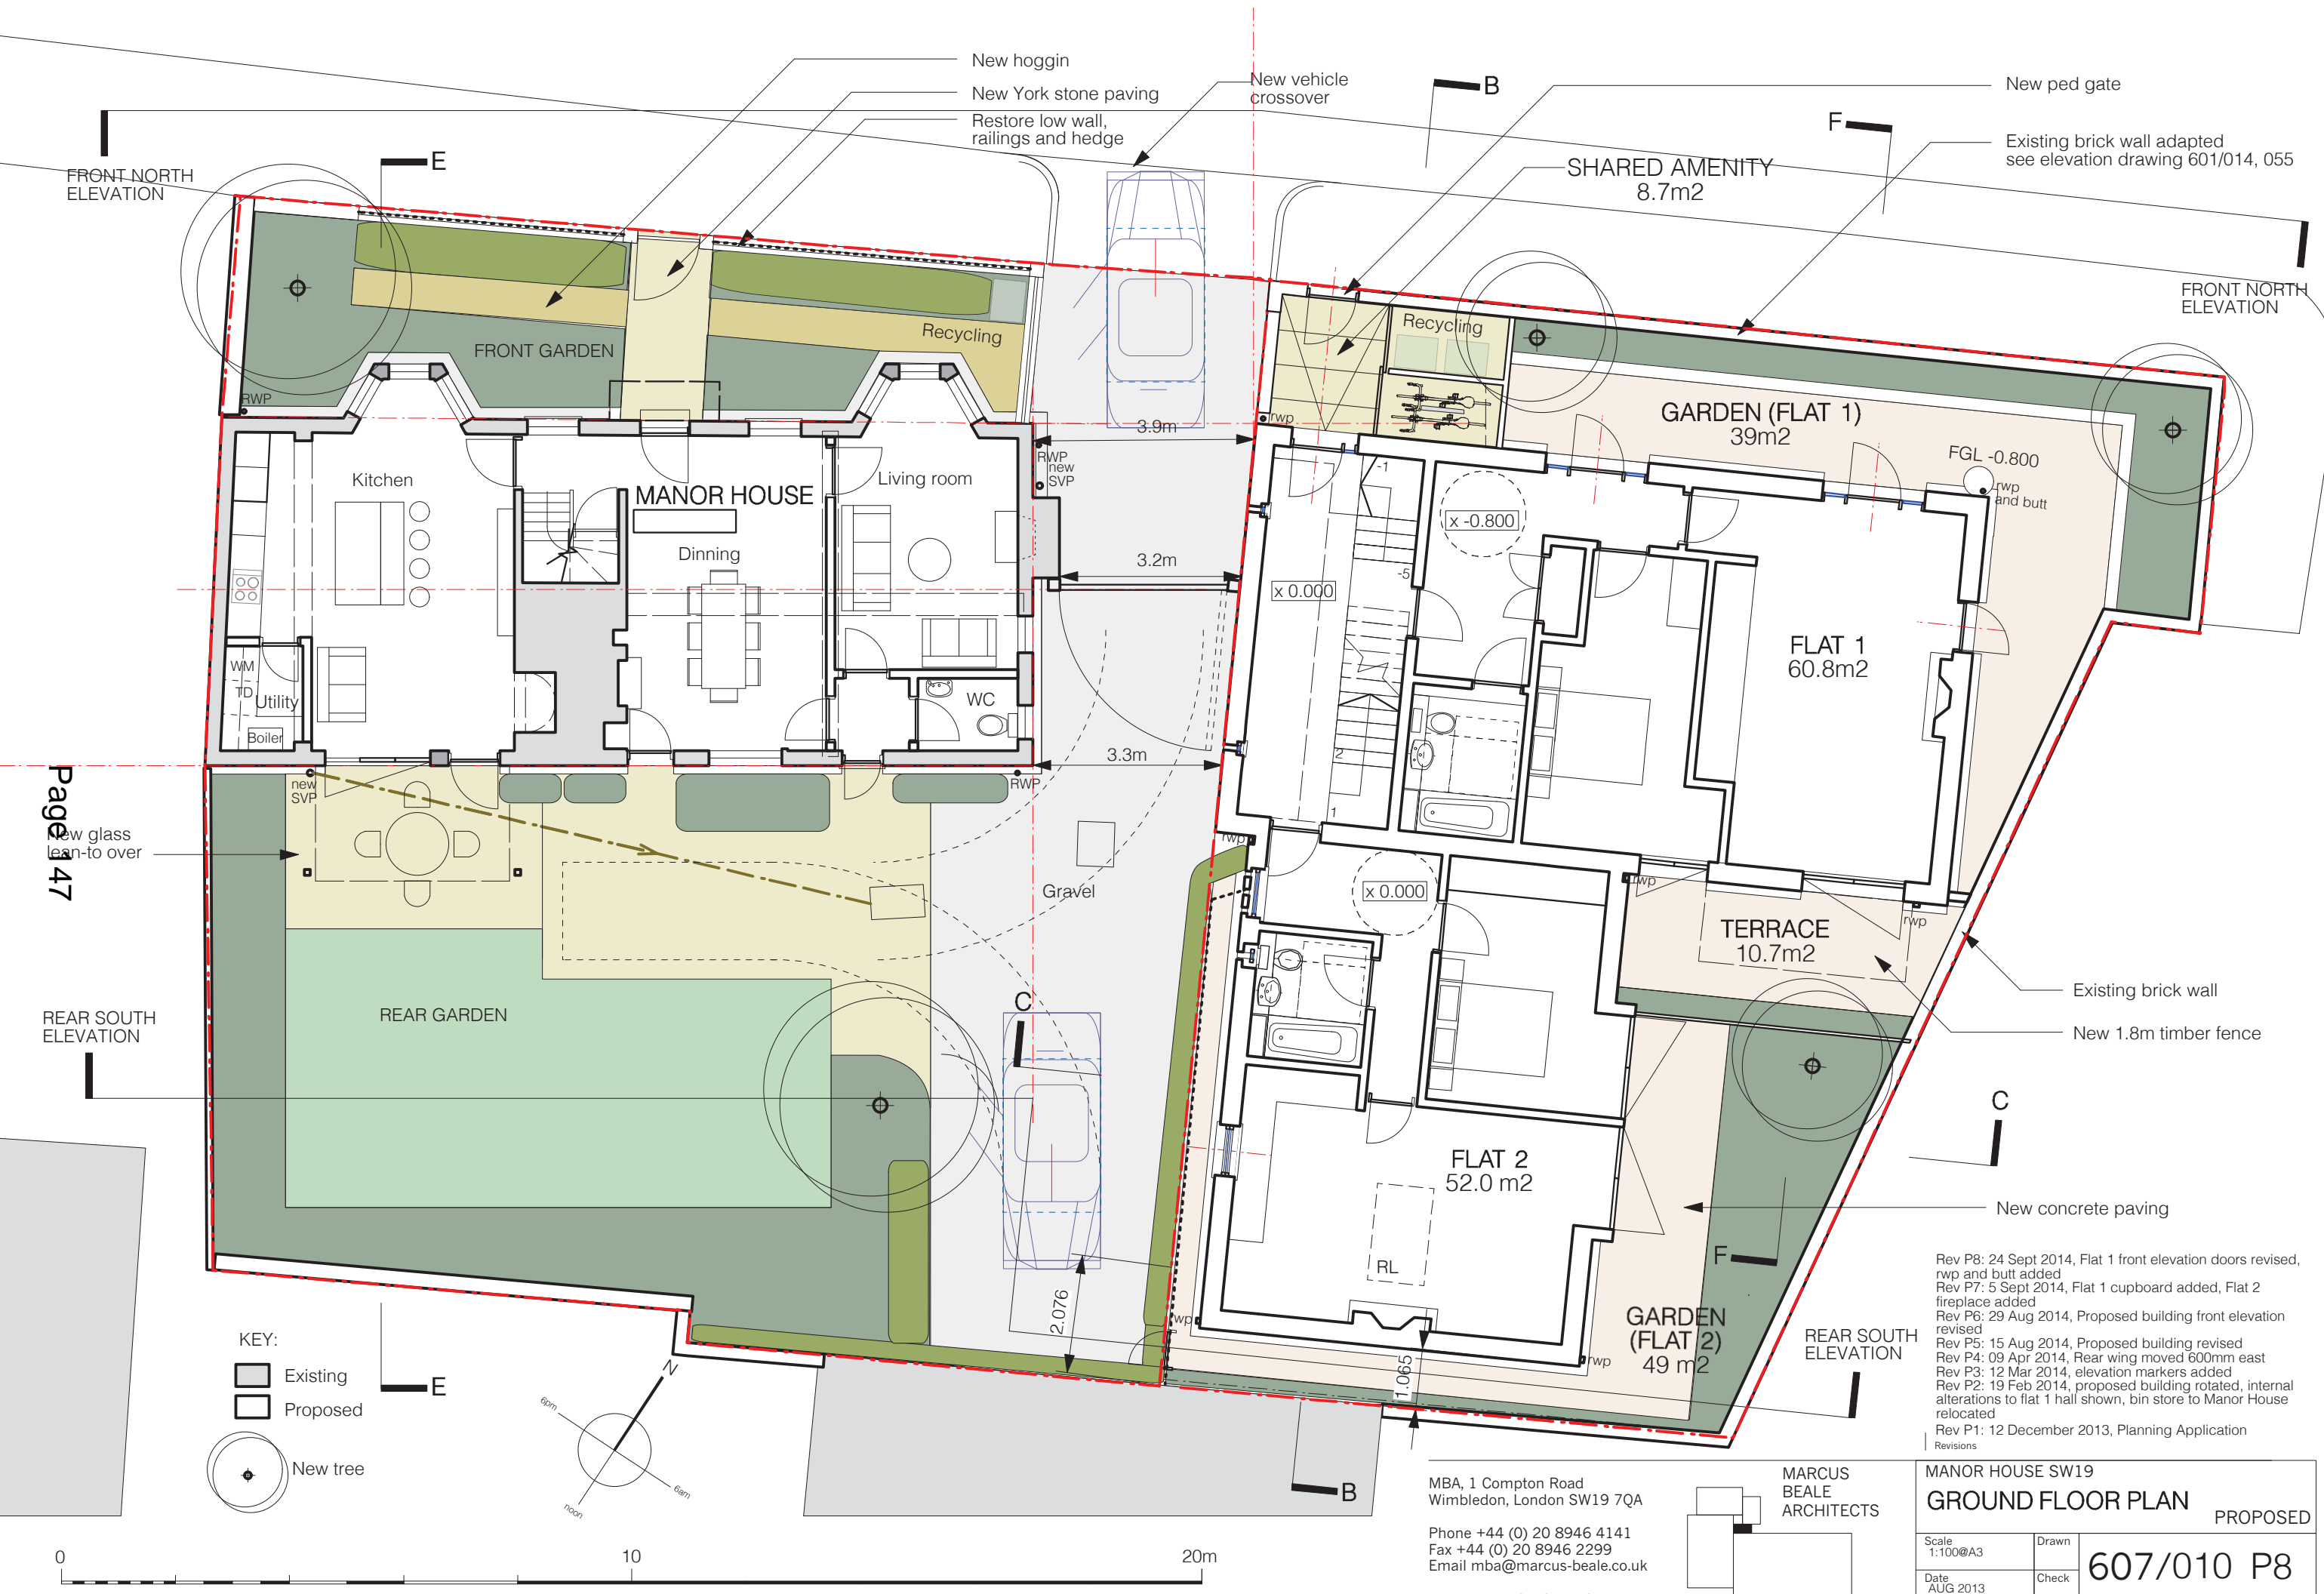 New hoggin
New York stone paving
Restore low wall,
railings and hedge
New vehicle
crossover
B
New ped gate
F
Existing brick wall adapted
see elevation drawing 601/014, 055
SHARED AMENITY
8.7m2
FRONT NORTH
ELEVATION
E
FRONT NORTH
ELEVATION
Recycling
Recycling
FRONT GARDEN
RWP
rwp
GARDEN (FLAT 1)
39m2
FGL -0.800
rwp
and butt
3.9m
RWP
new
SVP
Kitchen
MANOR HOUSE
Living room
Dinning
-1
x -0.800
-5
3.2m
x 0.000
FLAT 1
60.8m2
WM
TD
Utility
Boiler
WC
2
1
3.3m
new
SVP
RWP
Page 147
New glass
lean-to over
rwp
Gravel
x 0.000
rwp
rwp
TERRACE
10.7m2
Existing brick wall
New 1.8m timber fence
REAR SOUTH
ELEVATION
REAR GARDEN
C
C
FLAT 2
52.0 m2
New concrete paving
RL
F
2.076
rwp
1.065
rwp
GARDEN
(FLAT 2)
49 m2
REAR SOUTH
ELEVATION
Rev P8: 24 Sept 2014, Flat 1 front elevation doors revised,
rwp and butt added
Rev P7: 5 Sept 2014, Flat 1 cupboard added, Flat 2
fireplace added
Rev P6: 29 Aug 2014, Proposed building front elevation
revised
Rev P5: 15 Aug 2014, Proposed building revised
Rev P4: 09 Apr 2014, Rear wing moved 600mm east
Rev P3: 12 Mar 2014, elevation markers added
Rev P2: 19 Feb 2014, proposed building rotated, internal
alterations to flat 1 hall shown, bin store to Manor House
relocated
Rev P1: 12 December 2013, Planning Application
Revisions
KEY:
Existing
Proposed
New tree
E
N
6pm
6am
noon
B
0
10
20m
MBA, 1 Compton Road
Wimbledon, London SW19 7QA
Phone +44 (0) 20 8946 4141
Fax +44 (0) 20 8946 2299
Email mba@marcus-beale.co.uk
MARCUS
BEALE
ARCHITECTS
MANOR HOUSE SW19
GROUND FLOOR PLAN
PROPOSED
Scale
1:100@A3
Drawn
Date
AUG 2013
Check
607/010 P8